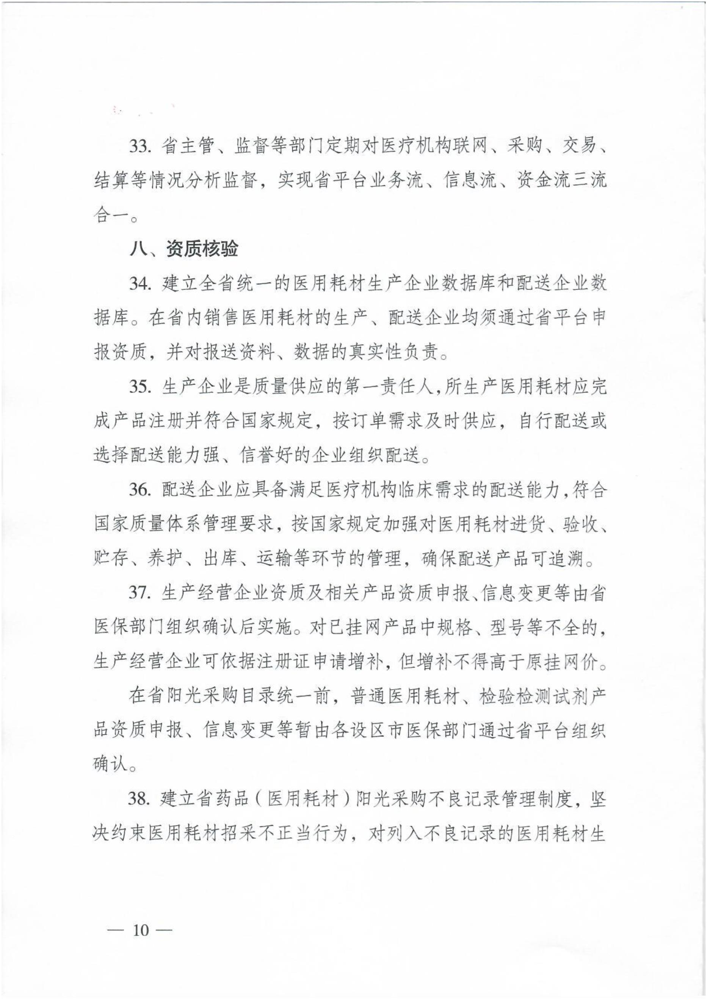 33. 省主管、监督等部门定期对医疗机构联网、采购、交易、
结算等情况分析监督，实现省平台业务流、信息流、资金流三流
合一。
八、资质核验
34. 建立全省统一的医用耗材生产企业数据库和配送企业数
据库。在省内销售医用耗材的生产、配送企业均须通过省平台申
报资质，并对报送资料、数据的真实性负责。
35. 生产企业是质量供应的第一责任人,所生产医用耗材应完
成产品注册并符合国家规定，按订单需求及时供应，自行配送或
选择配送能力强、信誉好的企业组织配送。
36. 配送企业应具备满足医疗机构临床需求的配送能力,符合
国家质量体系管理要求，按国家规定加强对医用耗材进货、验收、
贮存、养护、出库、运输等环节的管理，确保配送产品可追溯。
37. 生产经营企业资质及相关产品资质申报、信息变更等由省
医保部门组织确认后实施。对已挂网产品中规格、型号等不全的，
生产经营企业可依据注册证申请增补，但增补不得高于原挂网价。
在省阳光采购目录统一前，普通医用耗材、检验检测试剂产
品资质申报、信息变更等暂由各设区市医保部门通过省平台组织
确认。
38. 建立省药品（医用耗材）阳光采购不良记录管理制度，坚
决约束医用耗材招采不正当行为，对列入不良记录的医用耗材生
— 10 —